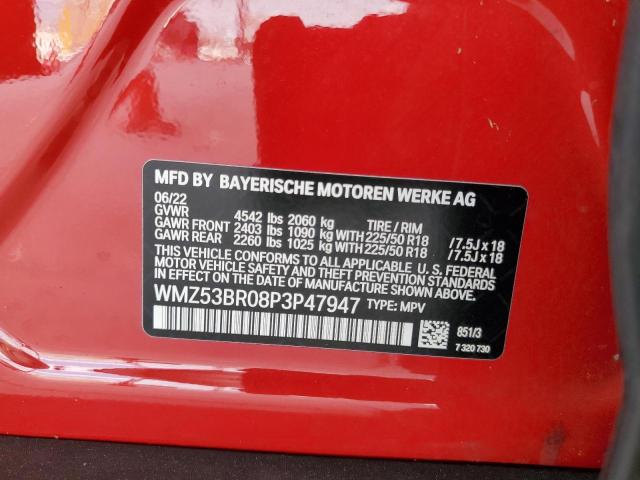 MFD BY BAYERISCHE MOTOREN WERKE AG
06/22
GVWR 4542 lbs 2060 kg TIRE / RIM
GAWR FRONT 2403 lbs 1090 kg WITH 225/50 R18 /7.5J x 18
GAWR REAR 2260 lbs 1025 kg WITH 225/50 R18 /7.5J x 18
THIS VEHICLE CONFORMS TO ALL APPLICABLE U. S. FEDERAL
MOTOR VEHICLE SAFETY, BUMPER, AND THEFT PREVENTION
STANDARDS IN EFFECT ON THE DATE OF MANUFACTURE SHOWN ABOVE.
WMZ53BR08P3P47947 TYPE: MPV
851/3
7 320 730